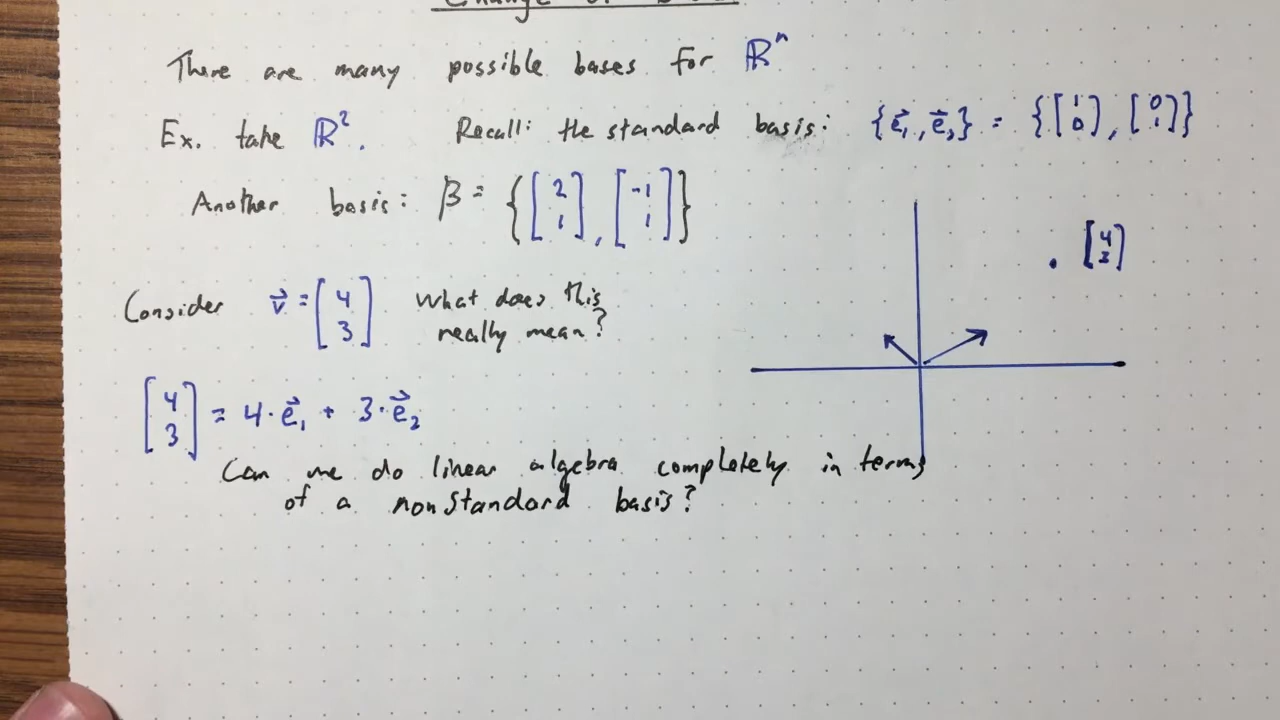 Change of
There are many possible bases for ℝⁿ
Ex. take ℝ². Recall: the standard basis: {e⃗₁, e⃗₂} = {[1 0], [0 1]}
Another basis: β = {[2 1], [-1 1]}
[4 3]
Consider v⃗ = [4 3] What does this
really mean?
[4 3] = 4·e⃗₁ + 3·e⃗₂
Can we do linear algebra completely in terms
of a nonstandard basis?